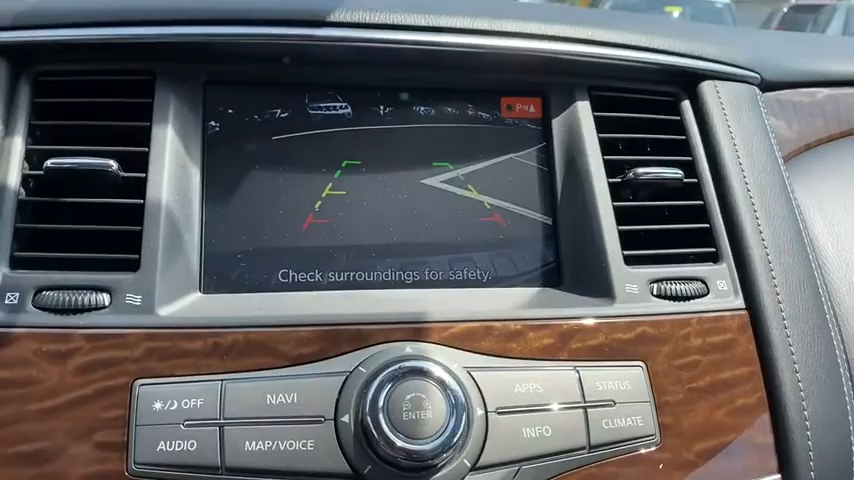 P
Check surroundings for safety.
OFF
NAVI
AUDIO
MAP/VOICE
ENTER
APPS
STATUS
INFO
CLIMATE